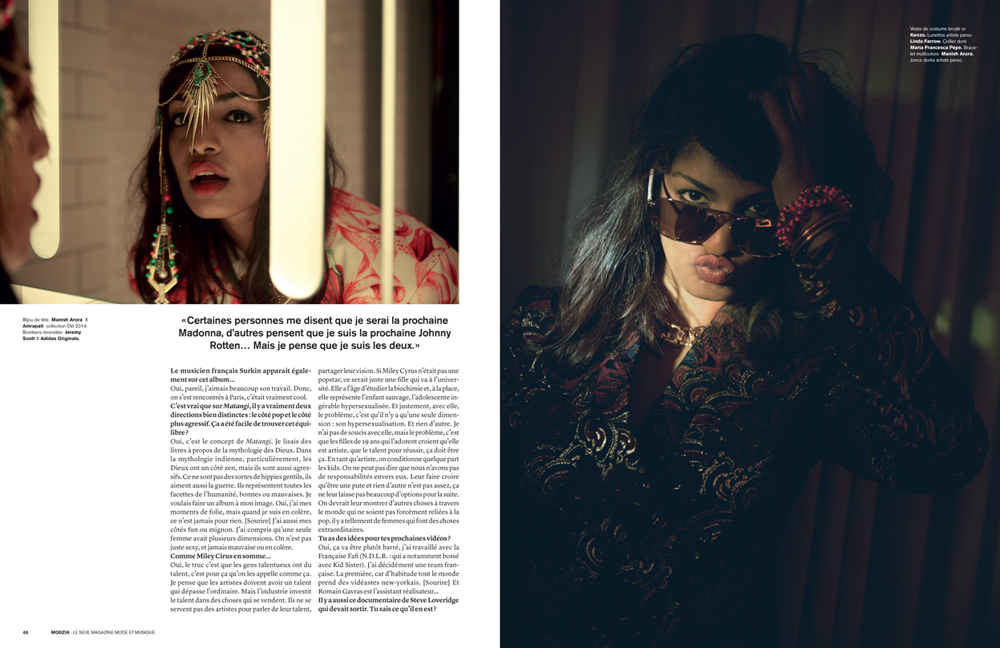 Bijou de tête Manish Arora X
Amrapali collection Été 2014.
Bombers réversible Jeremy
Scott X Adidas Originals.
«Certaines personnes me disent que je serai la prochaine
Madonna, d'autres pensent que je suis la prochaine Johnny
Rotten... Mais je pense que je suis les deux.»
Le musicien français Surkin apparaît égale-
ment sur cet album...
Oui, pareil, j'aimais beaucoup son travail. Donc,
on s'est rencontrés à Paris, c'était vraiment cool.
C'est vrai que sur Matangi, il y a vraiment deux
directions bien distinctes : le côté pop et le côté
plus agressif. Ça a été facile de trouver cet équi-
libre ?
Oui, c'est le concept de Matangi. Je lisais des
livres à propos de la mythologie des Dieux. Dans
la mythologie indienne, particulièrement, les
Dieux ont un côté zen, mais ils sont aussi agres-
sifs. Ce ne sont pas des sortes de hippies gentils, ils
aiment aussi la guerre. Ils représentent toutes les
facettes de l'humanité, bonnes ou mauvaises. Je
voulais faire un album à mon image. Oui, j'ai mes
moments de folie, mais quand je suis en colère,
ce n'est jamais pour rien. [Sourire] J'ai aussi mes
côtés fun ou mignon. J'ai compris qu'une seule
femme avait plusieurs dimensions. On n'est pas
juste sexy, et jamais mauvaise ou en colère.
Comme Miley Cirus en somme...
Oui, le truc c'est que les gens talentueux ont du
talent, c'est pour ça qu'on les appelle comme ça.
Je pense que les artistes doivent avoir un talent
qui dépasse l'ordinaire. Mais l'industrie investit
le talent dans des choses qui se vendent. Ils ne se
servent pas des artistes pour parler de leur talent,
partager leur vision. Si Miley Cyrus n'était pas une
popstar, ce serait juste une fille qui va à l'univer-
sité. Elle a l'âge d'étudier la biochimie et, à la place,
elle représente l'enfant sauvage, l'adolescente in-
gérable hypersexualisée. Et justement, avec elle,
le problème, c'est qu'il n'y a qu'une seule dimen-
sion : son hypersexualisation. Et rien d'autre. Je
n'ai pas de soucis avec elle, mais le problème, c'est
que les filles de 19 ans qui l'adorent croient qu'elle
est artiste, que le talent pour réussir, ça doit être
ça. En tant qu'artiste, on conditionne quelque part
les kids. On ne peut pas dire que nous n'avons pas
de responsabilités envers eux. Leur faire croire
qu'être une pute et rien d'autre n'est pas assez, ça
ne leur laisse pas beaucoup d'options pour la suite.
On devrait leur montrer d'autres choses à travers
le monde qui ne soient pas forcément reliées à la
pop, il y a tellement de femmes qui font des choses
extraordinaires.
Tu as des idées pour tes prochaines vidéos ?
Oui, ça va être plutôt barré, j'ai travaillé avec la
Française Fafi (N.D.L.R. : qui a notamment bossé
avec Kid Sister). J'ai décidément une team fran-
çaise. La première, car d'habitude tout le monde
prend des vidéastes new-yorkais. [Sourire] Et
Romain Gavras est l'assistant réalisateur...
Il y a aussi ce documentaire de Steve Loveridge
qui devait sortir. Tu sais ce qu'il en est ?
68 MODZIK - LE SEUL MAGAZINE MODE ET MUSIQUE
Veste de costume brodé or
Kenzo. Lunettes artiste perso
Linda Farrow. Collier doré
Maria Francesca Pepe. Brace-
let multicolore Manish Arora.
Joncs dorés artiste perso.